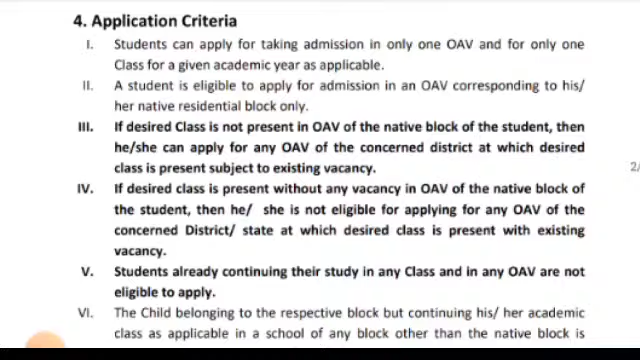 4. Application Criteria
I. Students can apply for taking admission in only one OAV and for only one
Class for a given academic year as applicable.
II. A student is eligible to apply for admission in an OAV corresponding to his/
her native residential block only.
III. If desired Class is not present in OAV of the native block of the student, then
he/she can apply for any OAV of the concerned district at which desired
class is present subject to existing vacancy.
2/
IV. If desired class is present without any vacancy in OAV of the native block of
the student, then he/ she is not eligible for applying for any OAV of the
concerned District/ state at which desired class is present with existing
vacancy.
V. Students already continuing their study in any Class and in any OAV are not
eligible to apply.
VI. The Child belonging to the respective block but continuing his/ her academic
class as applicable in a school of any block other than the native block is